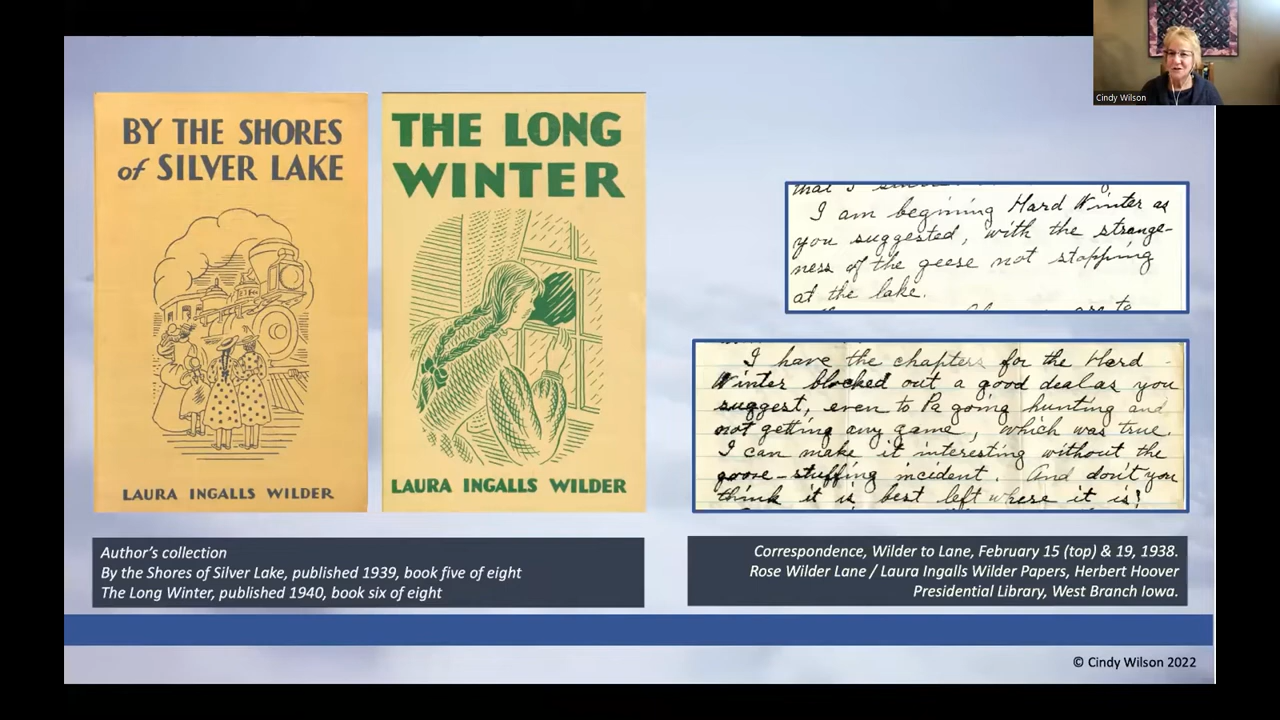 Cindy Wilson
BY THE SHORES
of SILVER LAKE
LAURA INGALLS WILDER
THE LONG
WINTER
LAURA INGALLS WILDER
I am begining Hard Winter as
you suggested, with the strange-
ness of the geese not stopping
at the lake.
I have the chapters for the Hard
Winter blocked out a good deal as you
suggest, even to Pa going hunting and
not getting any game, which was true.
I can make it interesting without the
goose-stuffing incident. And don't you
think it is best left where it is!
Author's collection
By the Shores of Silver Lake, published 1939, book five of eight
The Long Winter, published 1940, book six of eight
Correspondence, Wilder to Lane, February 15 (top) & 19, 1938.
Rose Wilder Lane / Laura Ingalls Wilder Papers, Herbert Hoover
Presidential Library, West Branch Iowa.
© Cindy Wilson 2022